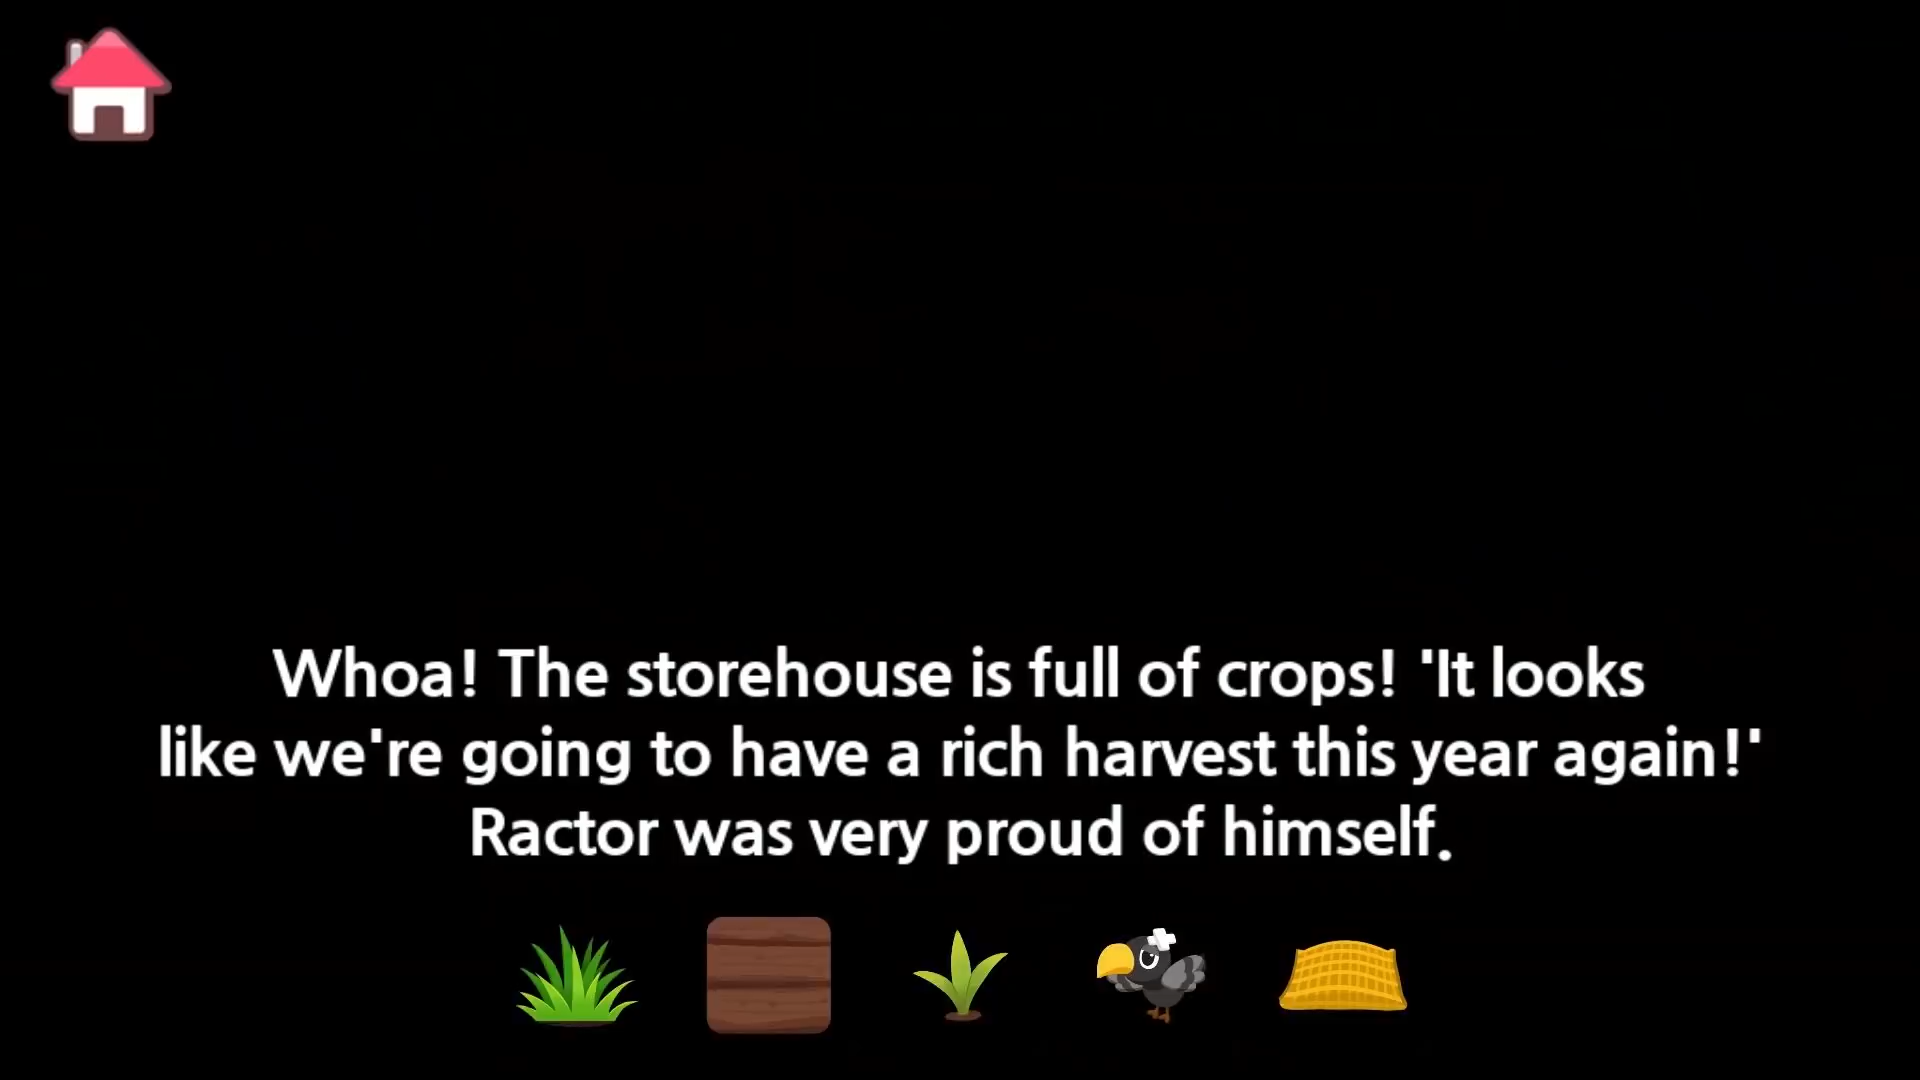 Whoa! The storehouse is full of crops! 'It looks
like we're going to have a rich harvest this year again!'
Ractor was very proud of himself.